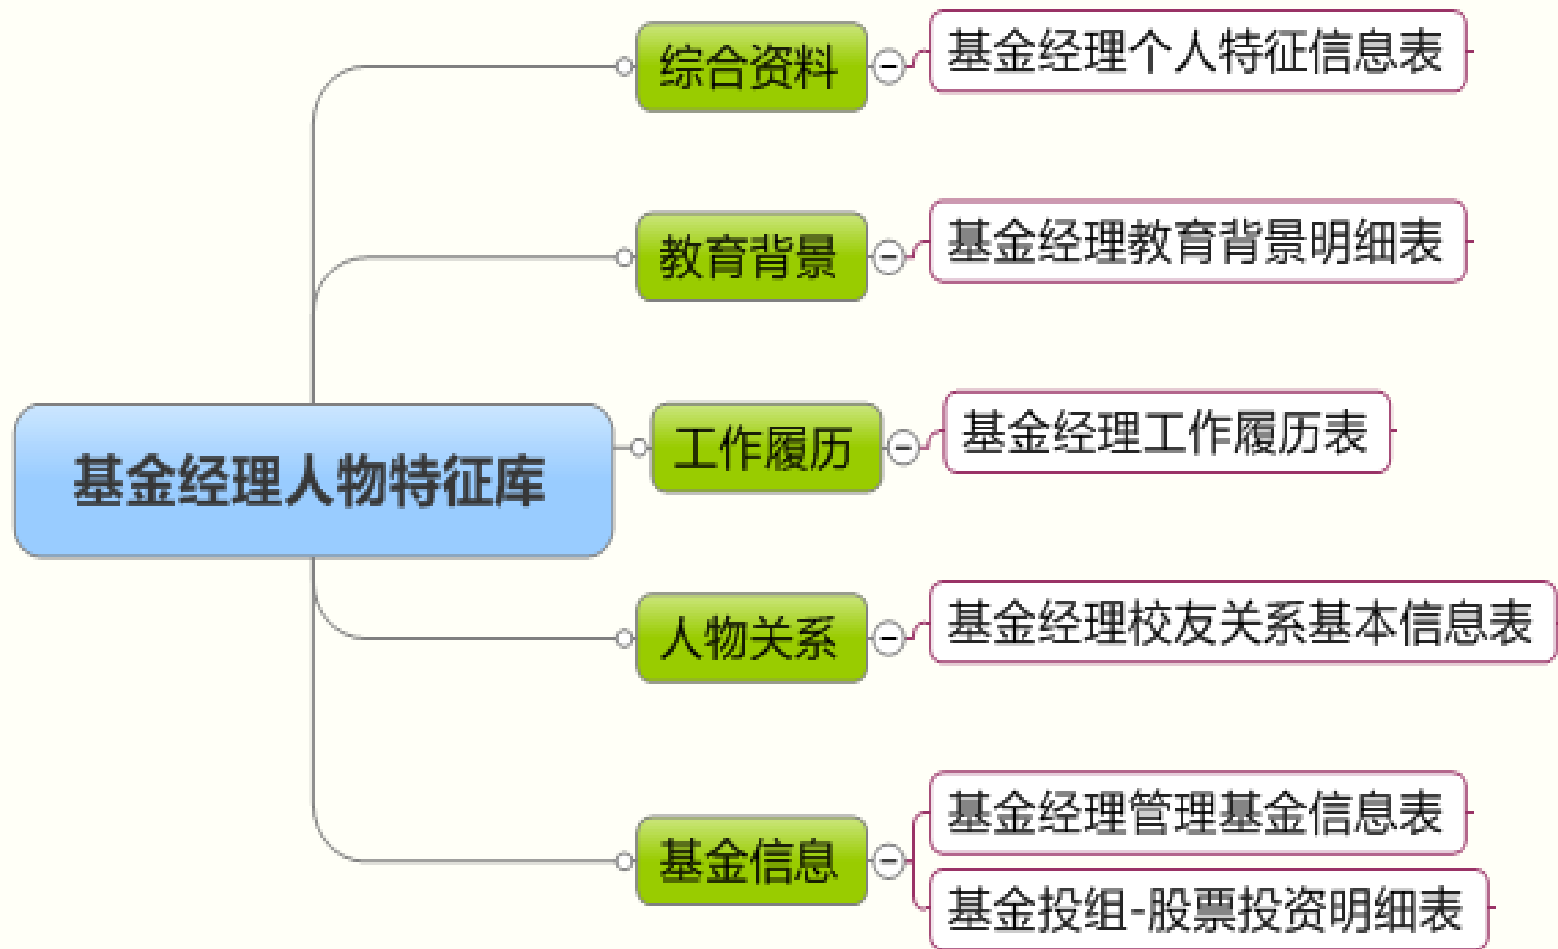 综合资料
基金经理个人特征信息表
教育背景
基金经理教育背景明细表
工作履历
基金经理工作履历表
基金经理人物特征库
人物关系
基金经理校友关系基本信息表
基金信息
基金经理管理基金信息表
基金投组-股票投资明细表